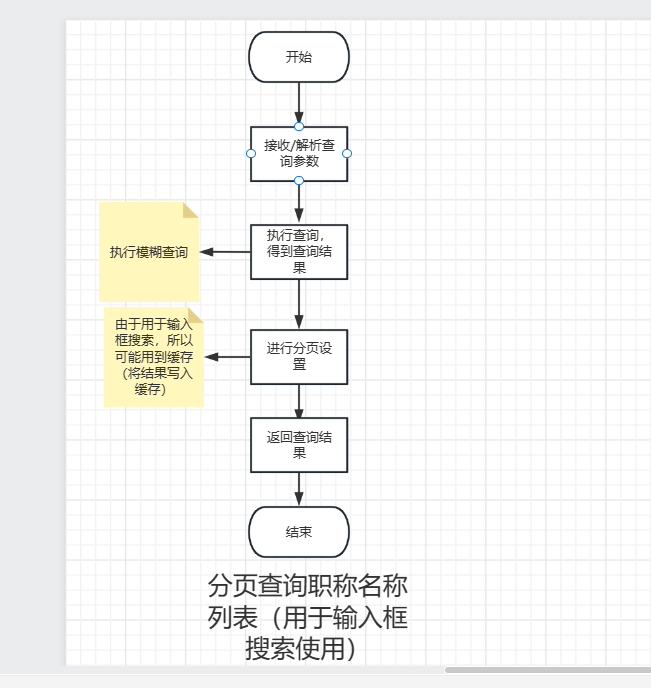 开始
接收/解析查
询参数
执行查询，
得到查询结
果
执行模糊查询
进行分页设
置
由于用于输入
框搜索，所以
可能用到缓存
（将结果写入
缓存）
返回查询结
果
结束
分页查询职称名称
列表（用于输入框
搜索使用）